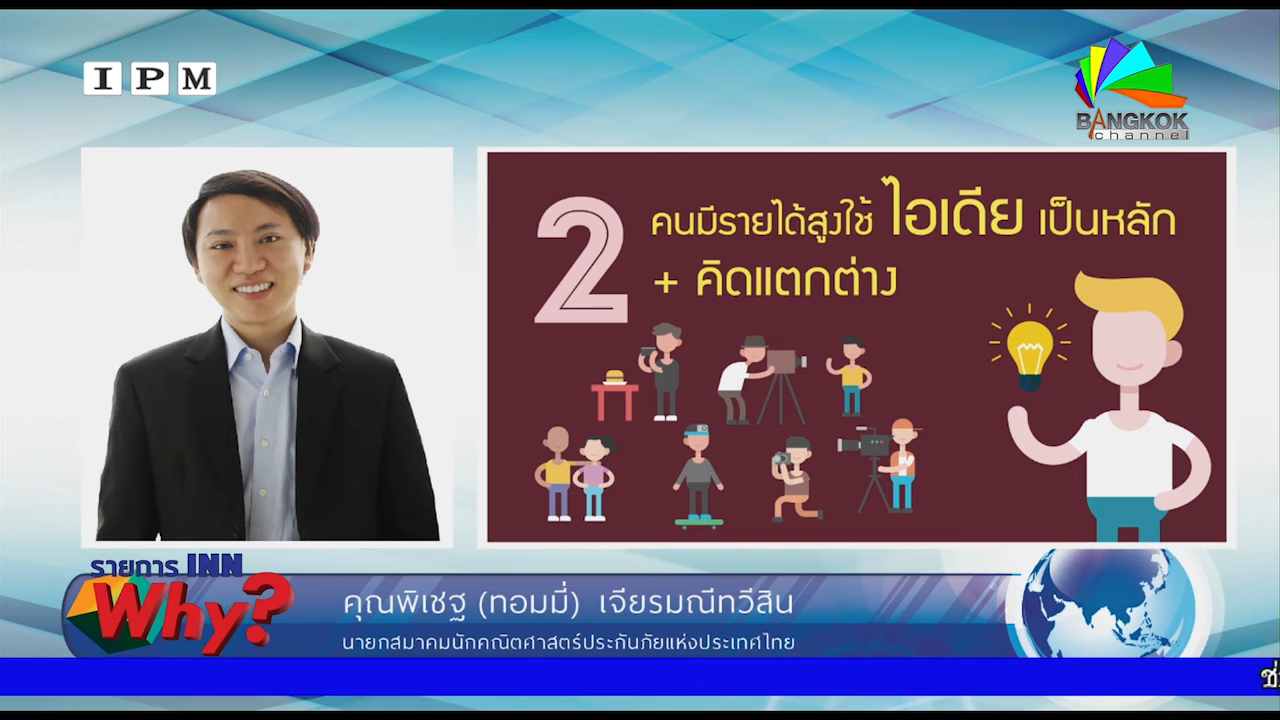 IPM
BANGKOK
channel
2
คนมีรายได้สูงใช้ ไอเดีย เป็นหลัก
+ คิดแตกต่าง
รายการ INN
Why?
คุณพิเชฐ (ทอมมี่) เจียรมณีทวีสิน
นายกสมาคมนักคณิตศาสตร์ประกันภัยแห่งประเทศไทย